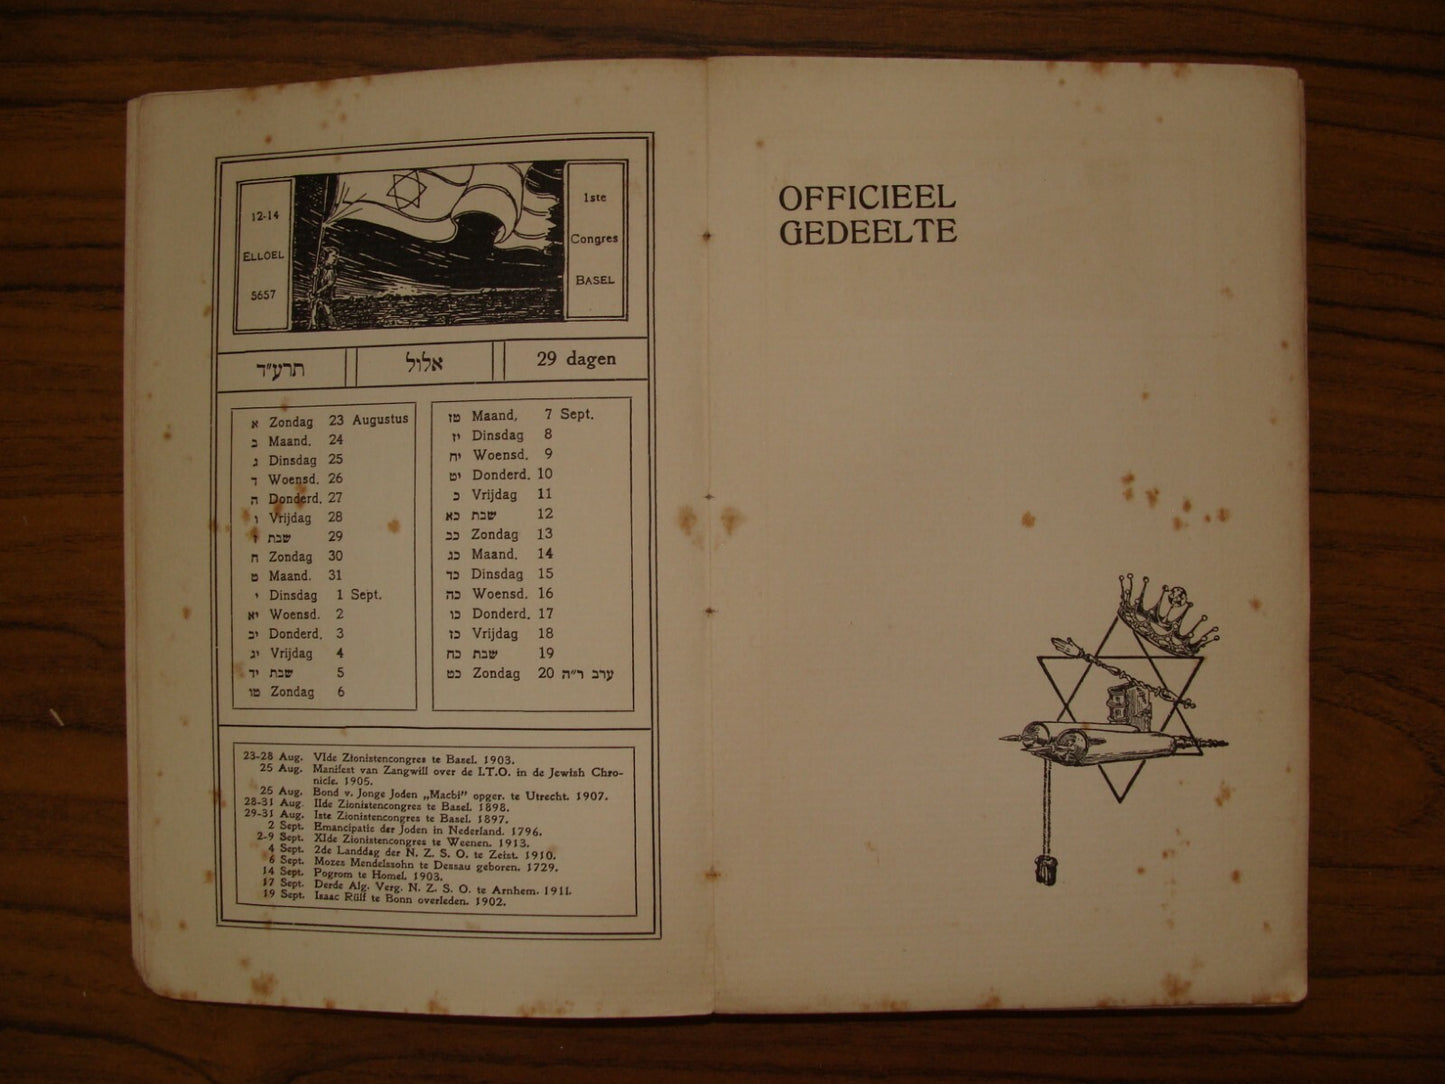 12-14
ELLOEL
5657
1ste
Congres
BASEL
תרע״ד
אלול
29 dagen
א Zondag 23 Augustus
ב Maand. 24
ג Dinsdag 25
ד Woensd. 26
ה Donderd. 27
ו Vrijdag 28
ז שבת 29
ח Zondag 30
ט Maand. 31
י Dinsdag 1 Sept.
יא Woensd. 2
יב Donderd. 3
יג Vrijdag 4
יד שבת 5
טו Zondag 6
טז Maand. 7 Sept.
יז Dinsdag 8
יח Woensd. 9
יט Donderd. 10
כ Vrijdag 11
כא שבת 12
כב Zondag 13
כג Maand. 14
כד Dinsdag 15
כה Woensd. 16
כו Donderd. 17
כז Vrijdag 18
כח שבת 19
כט Zondag 20 ערב ר״ה
23-28 Aug. VIde Zionistencongres te Basel. 1903.
25 Aug. Manifest van Zangwill over de I.T.O. in de Jewish Chro-
nicle. 1905.
25 Aug. Bond v. Jonge Joden „Macbi" opger. te Utrecht. 1907.
28-31 Aug. IIde Zionistencongres te Basel. 1898.
29-31 Aug. Iste Zionistencongres te Basel. 1897.
2 Sept. Emancipatie der Joden in Nederland. 1796.
2-9 Sept. XIde Zionistencongres te Weenen. 1913.
4 Sept. 2de Landdag der N. Z. S. O. te Zeist. 1910.
6 Sept. Mozes Mendelssohn te Dessau geboren. 1729.
14 Sept. Pogrom te Homel. 1903.
17 Sept. Derde Alg. Verg. N. Z. S. O. te Arnhem. 1911.
19 Sept. Isaac Rülf te Bonn overleden. 1902.
OFFICIEEL
GEDEELTE